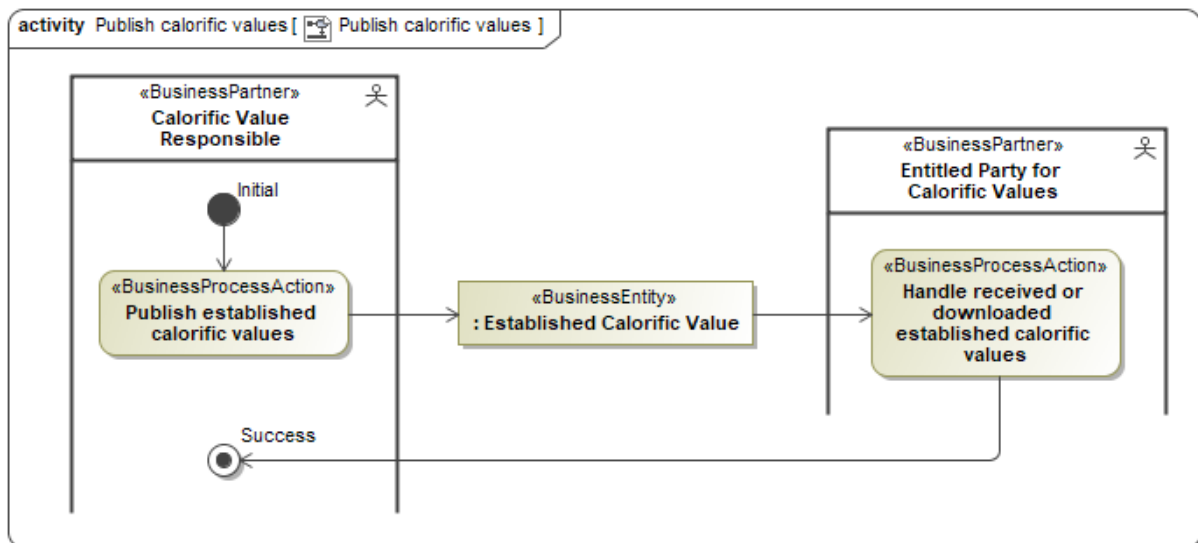 activity Publish calorific values [ Publish calorific values ]
«BusinessPartner»
Calorific Value
Responsible
Initial
«BusinessProcessAction»
Publish established
calorific values
Success
«BusinessEntity»
: Established Calorific Value
«BusinessPartner»
Entitled Party for
Calorific Values
«BusinessProcessAction»
Handle received or
downloaded
established calorific
values